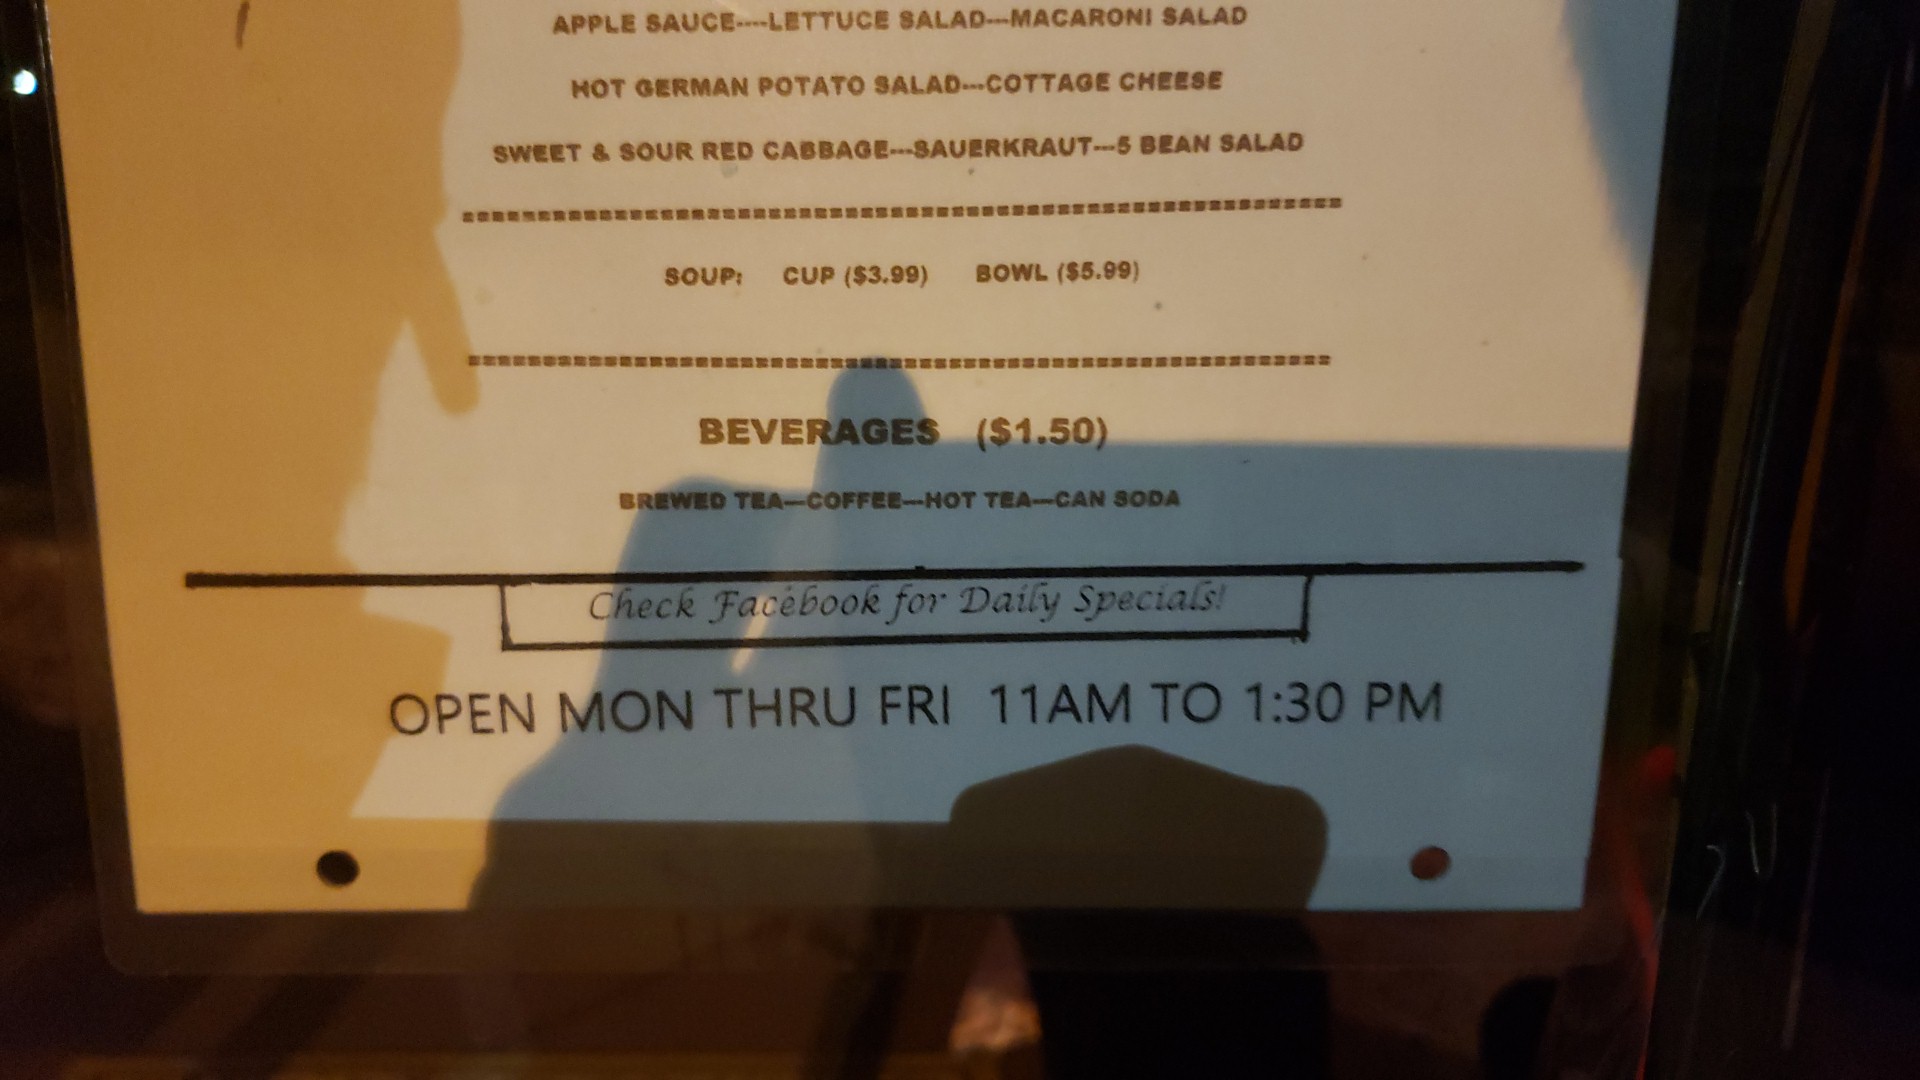 APPLE SAUCE----LETTUCE SALAD---MACARONI SALAD
HOT GERMAN POTATO SALAD---COTTAGE CHEESE
SWEET & SOUR RED CABBAGE---SAUERKRAUT---5 BEAN SALAD
SOUP: CUP ($3.99) BOWL ($5.99)
BEVERAGES ($1.50)
BREWED TEA—COFFEE—HOT TEA—CAN SODA
Check Facebook for Daily Specials!
OPEN MON THRU FRI 11AM TO 1:30 PM